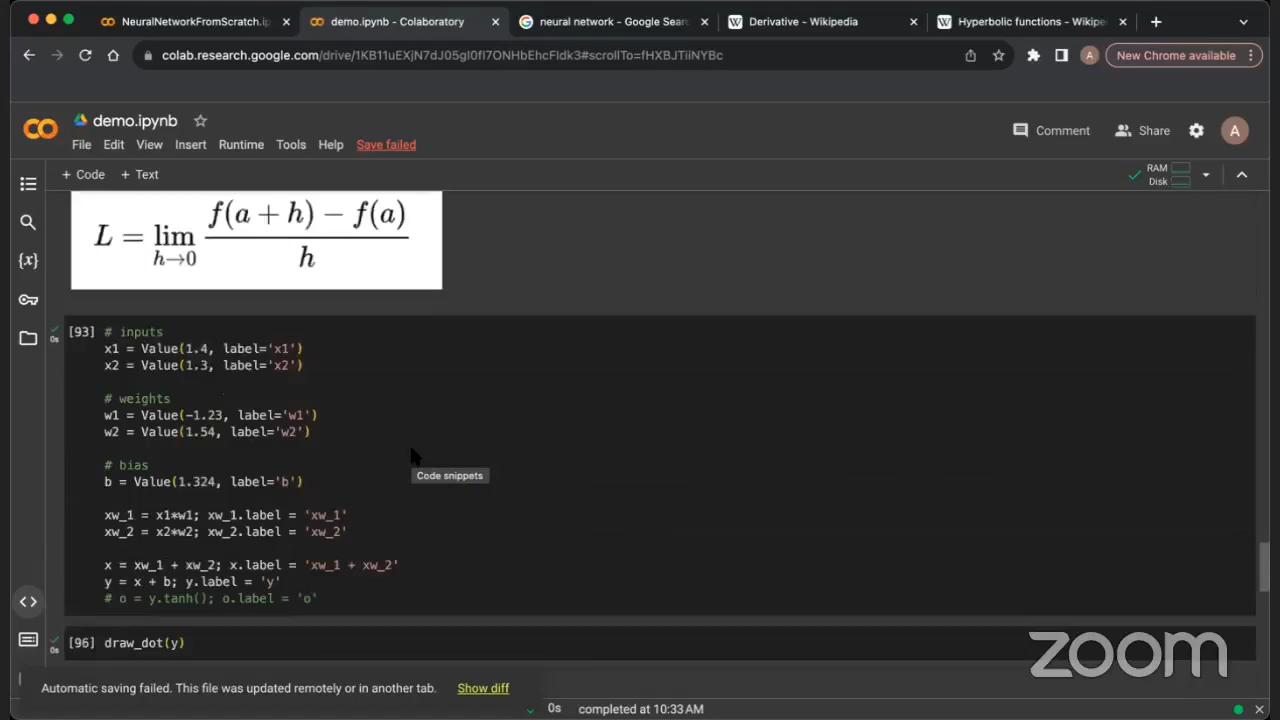 NeuralNetworkFromScratch.ip
demo.ipynb - Colaboratory
neural network - Google Sear
Derivative - Wikipedia
Hyperbolic functions - Wikipe
colab.research.google.com/drive/1KB11uEXjN7dJ05gl0fl7ONHbEhcFIdk3#scrollTo=fHXBJTiiNYBc
A
New Chrome available
demo.ipynb
File Edit View Insert Runtime Tools Help Save failed
Comment
Share
A
+ Code + Text
RAM
Disk
L = lim h→0 f(a + h) − f(a) / h
[93] # inputs
0s
x1 = Value(1.4, label='x1')
x2 = Value(1.3, label='x2')
# weights
w1 = Value(-1.23, label='w1')
w2 = Value(1.54, label='w2')
# bias
Code snippets
b = Value(1.324, label='b')
xw_1 = x1*w1; xw_1.label = 'xw_1'
xw_2 = x2*w2; xw_2.label = 'xw_2'
x = xw_1 + xw_2; x.label = 'xw_1 + xw_2'
y = x + b; y.label = 'y'
# o = y.tanh(); o.label = 'o'
[96] draw_dot(y)
0s
zoom
Automatic saving failed. This file was updated remotely or in another tab. Show diff
0s completed at 10:33 AM